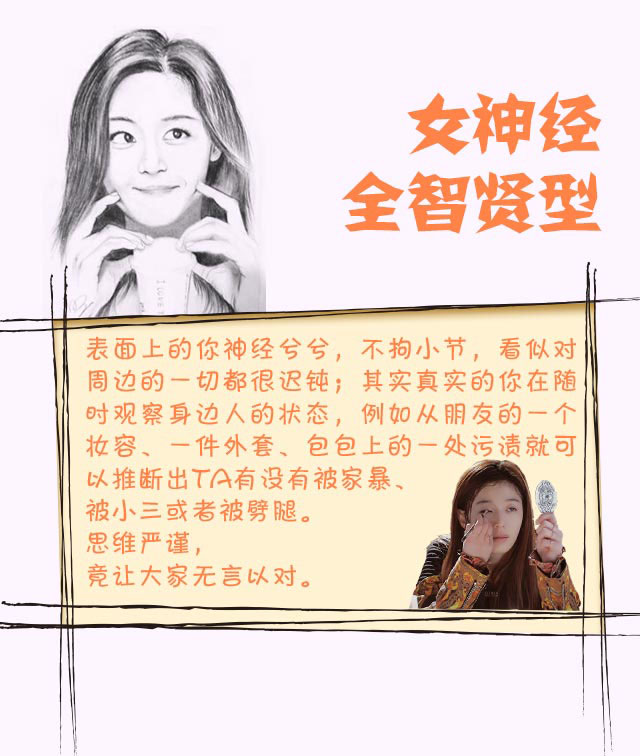 女神经
全智贤型
表面上的你神经兮兮，不拘小节，看似对
周边的一切都很迟钝；其实真实的你在随
时观察身边人的状态，例如从朋友的一个
妆容、一件外套、包包上的一处污渍就可
以推断出TA有没有被家暴、
被小三或者被劈腿。
思维严谨，
竟让大家无言以对。